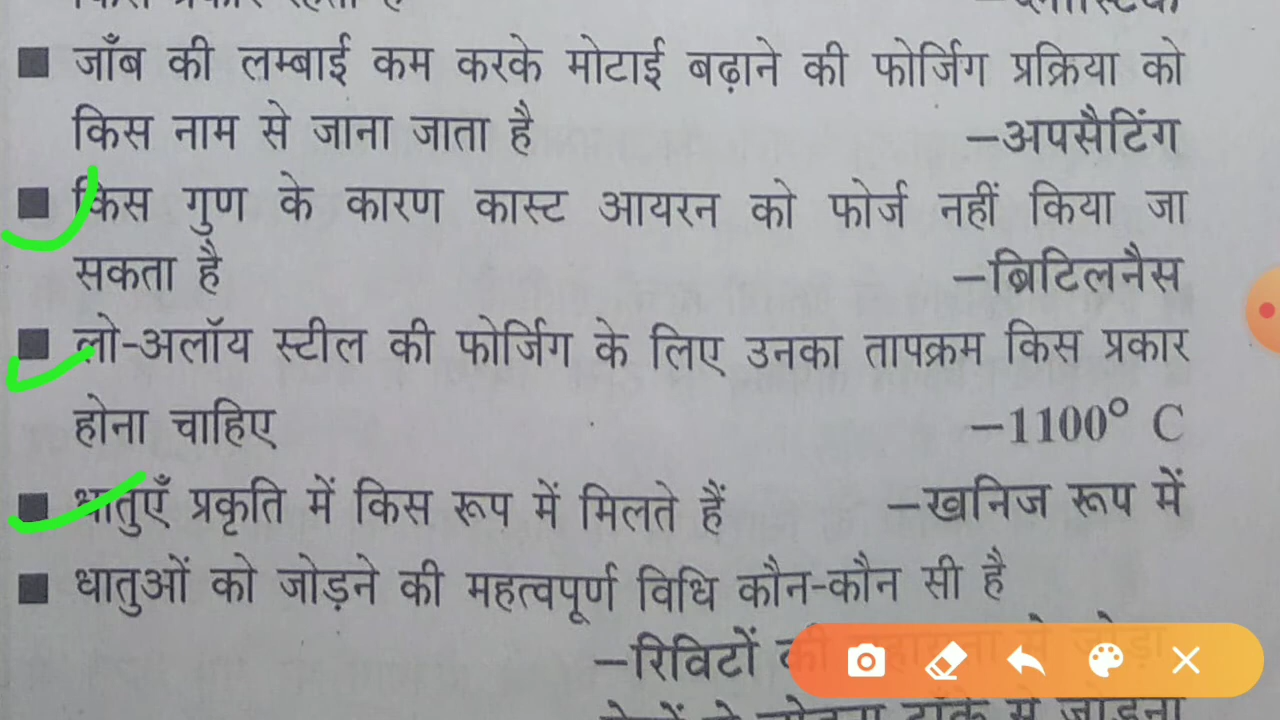 जॉंब की लम्बाई कम करके मोटाई बढ़ाने की फोर्जिंग प्रक्रिया को
किस नाम से जाना जाता है –अपसैटिंग
किस गुण के कारण कास्ट आयरन को फोर्ज नहीं किया जा
सकता है –ब्रिटिलनैस
लो-अलॉय स्टील की फोर्जिंग के लिए उनका तापक्रम किस प्रकार
होना चाहिए –1100° C
धातुएँ प्रकृति में किस रूप में मिलते हैं –खनिज रूप में
धातुओं को जोड़ने की महत्वपूर्ण विधि कौन-कौन सी है
–रिविटों की